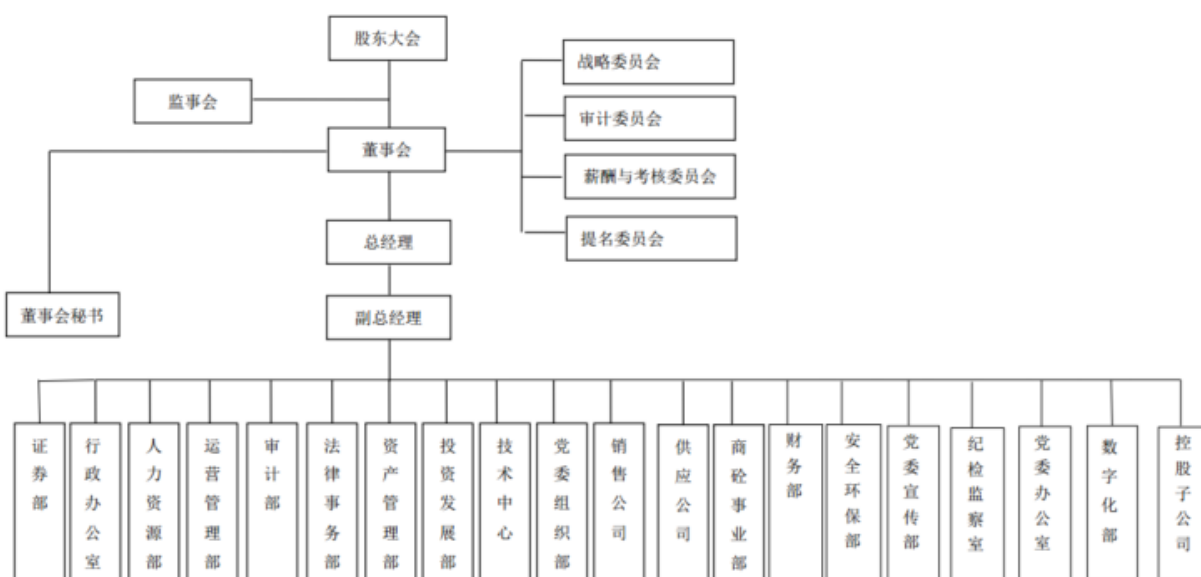 股东大会
战略委员会
监事会
审计委员会
董事会
薪酬与考核委员会
总经理
提名委员会
董事会秘书
副总经理
证券部
行政办公室
人力资源部
运营管理部
审计部
法律事务部
资产管理部
投资发展部
技术中心
党委组织部
销售公司
供应公司
商砼事业部
财务部
安全环保部
党委宣传部
纪检监察室
党委办公室
数字化部
控股子公司